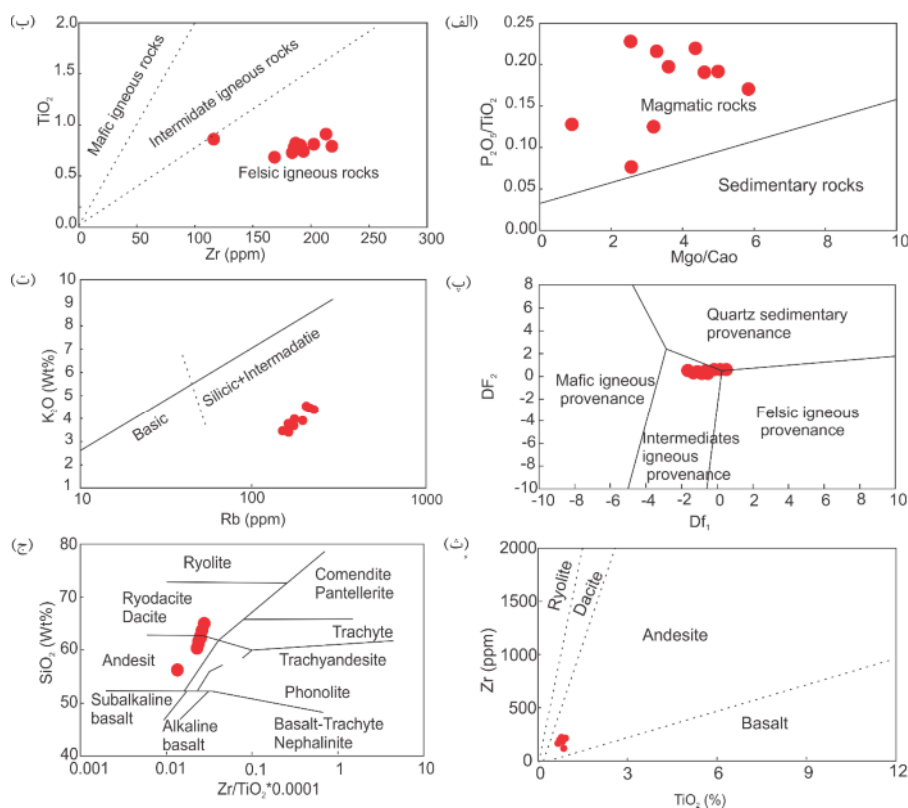 (ب
2.0
1.5
1.0
0.5
0.0
TiO2
Mafic igneous rocks
Intermidate igneous rocks
Felsic igneous rocks
0
50
100
150
200
250
300
Zr (ppm)
(الف
0.25
0.20
0.15
0.10
0.05
0.00
P2O5/TiO2
Magmatic rocks
Sedimentary rocks
0
2
4
6
8
10
Mgo/Cao
(ت
10
9
8
7
6
5
4
3
2
1
K2O (Wt%)
Basic
Silicic+Intermadatie
10
100
1000
Rb (ppm)
(پ
8
6
4
2
0
-2
-4
-6
-8
-10
DF2
Quartz sedimentary
provenance
Mafic igneous
provenance
Felsic igneous
provenance
Intermediates
igneous
provenance
-10
-8
-6
-4
-2
0
2
4
6
8
10
Df1
(ج
80
70
60
50
40
SiO2 (Wt%)
Ryolite
Comendite
Pantellerite
Ryodacite
Dacite
Trachyte
Andesit
Trachyandesite
Subalkaline
basalt
Phonolite
Alkaline
basalt
Basalt-Trachyte
Nephalinite
0.001
0.01
0.1
1
10
Zr/TiO2*0.0001
(ث
2000
1500
1000
500
0
Zr (ppm)
Ryolite
Dacite
Andesite
Basalt
0
3
6
9
12
TiO2 (%)